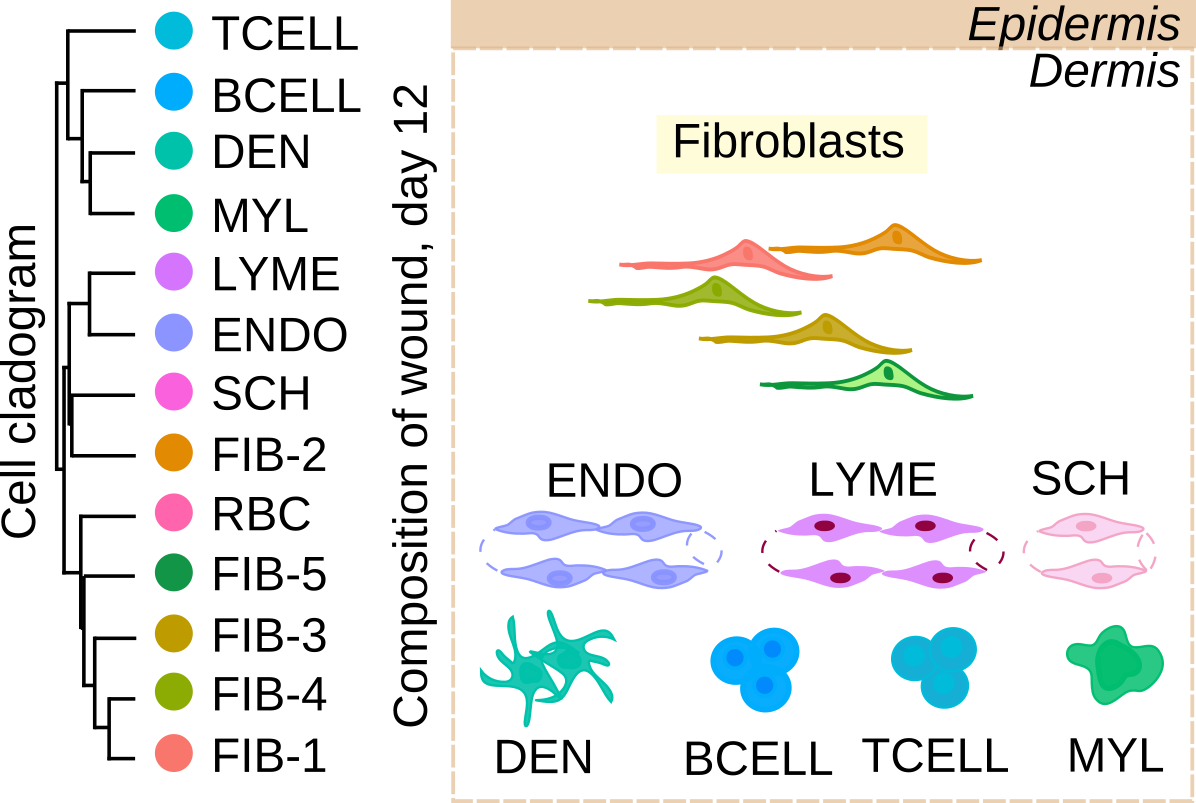 Cell cladogram
TCELL
BCELL
DEN
MYL
LYME
ENDO
SCH
FIB-2
RBC
FIB-5
FIB-3
FIB-4
FIB-1
Composition of wound, day 12
Epidermis
Dermis
Fibroblasts
ENDO LYME SCH
DEN BCELL TCELL MYL